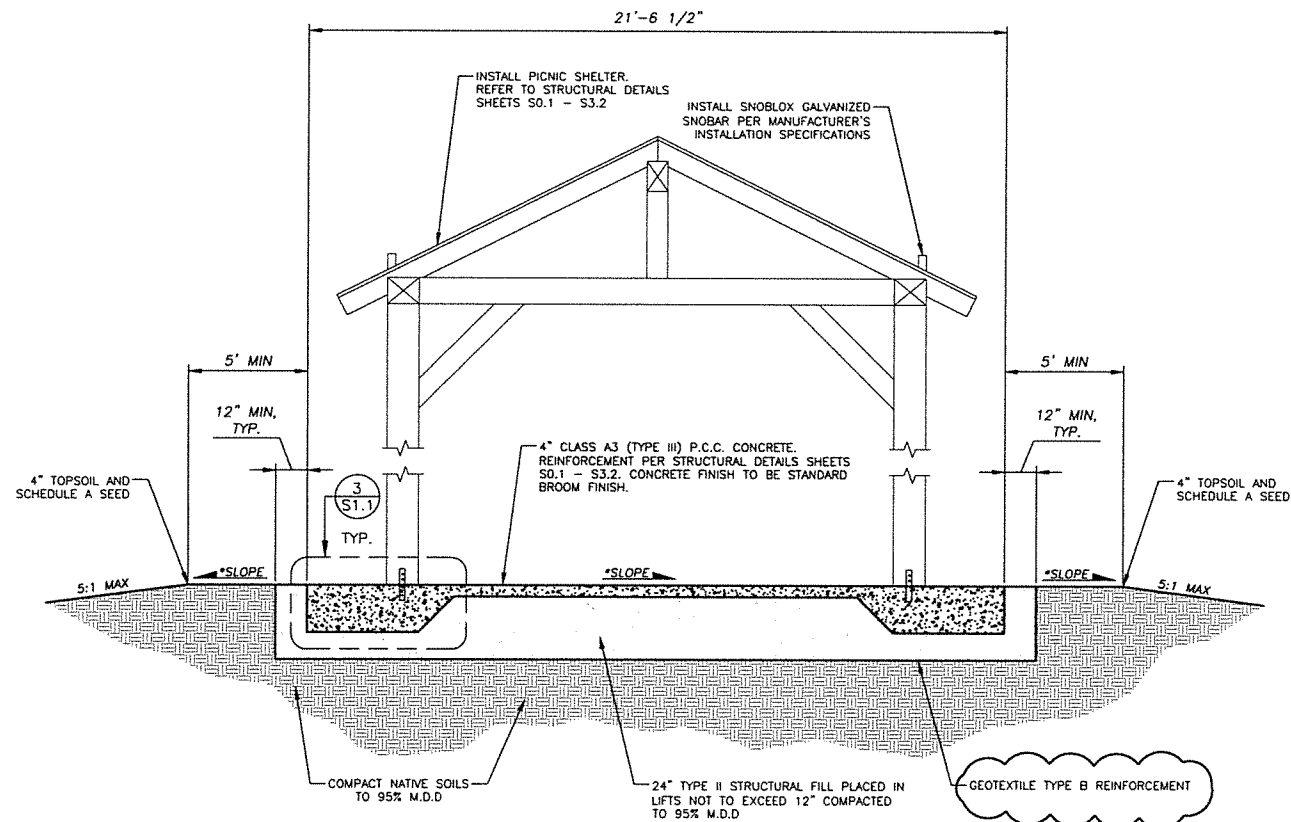 21'-6 1/2"
INSTALL PICNIC SHELTER.
REFER TO STRUCTURAL DETAILS
SHEETS S0.1 - S3.2
INSTALL SNOBLOX GALVANIZED
SNOBAR PER MANUFACTURER'S
INSTALLATION SPECIFICATIONS
5' MIN
5' MIN
12" MIN,
TYP.
12" MIN,
TYP.
4" CLASS A3 (TYPE III) P.C.C. CONCRETE.
REINFORCEMENT PER STRUCTURAL DETAILS SHEETS
S0.1 - S3.2. CONCRETE FINISH TO BE STANDARD
BROOM FINISH.
4" TOPSOIL AND
SCHEDULE A SEED
3
S1.1
TYP.
4" TOPSOIL AND
SCHEDULE A SEED
5:1 MAX
*SLOPE
*SLOPE
*SLOPE
5:1 MAX
COMPACT NATIVE SOILS
TO 95% M.D.D
24" TYPE II STRUCTURAL FILL PLACED IN
LIFTS NOT TO EXCEED 12" COMPACTED
TO 95% M.D.D
GEOTEXTILE TYPE B REINFORCEMENT